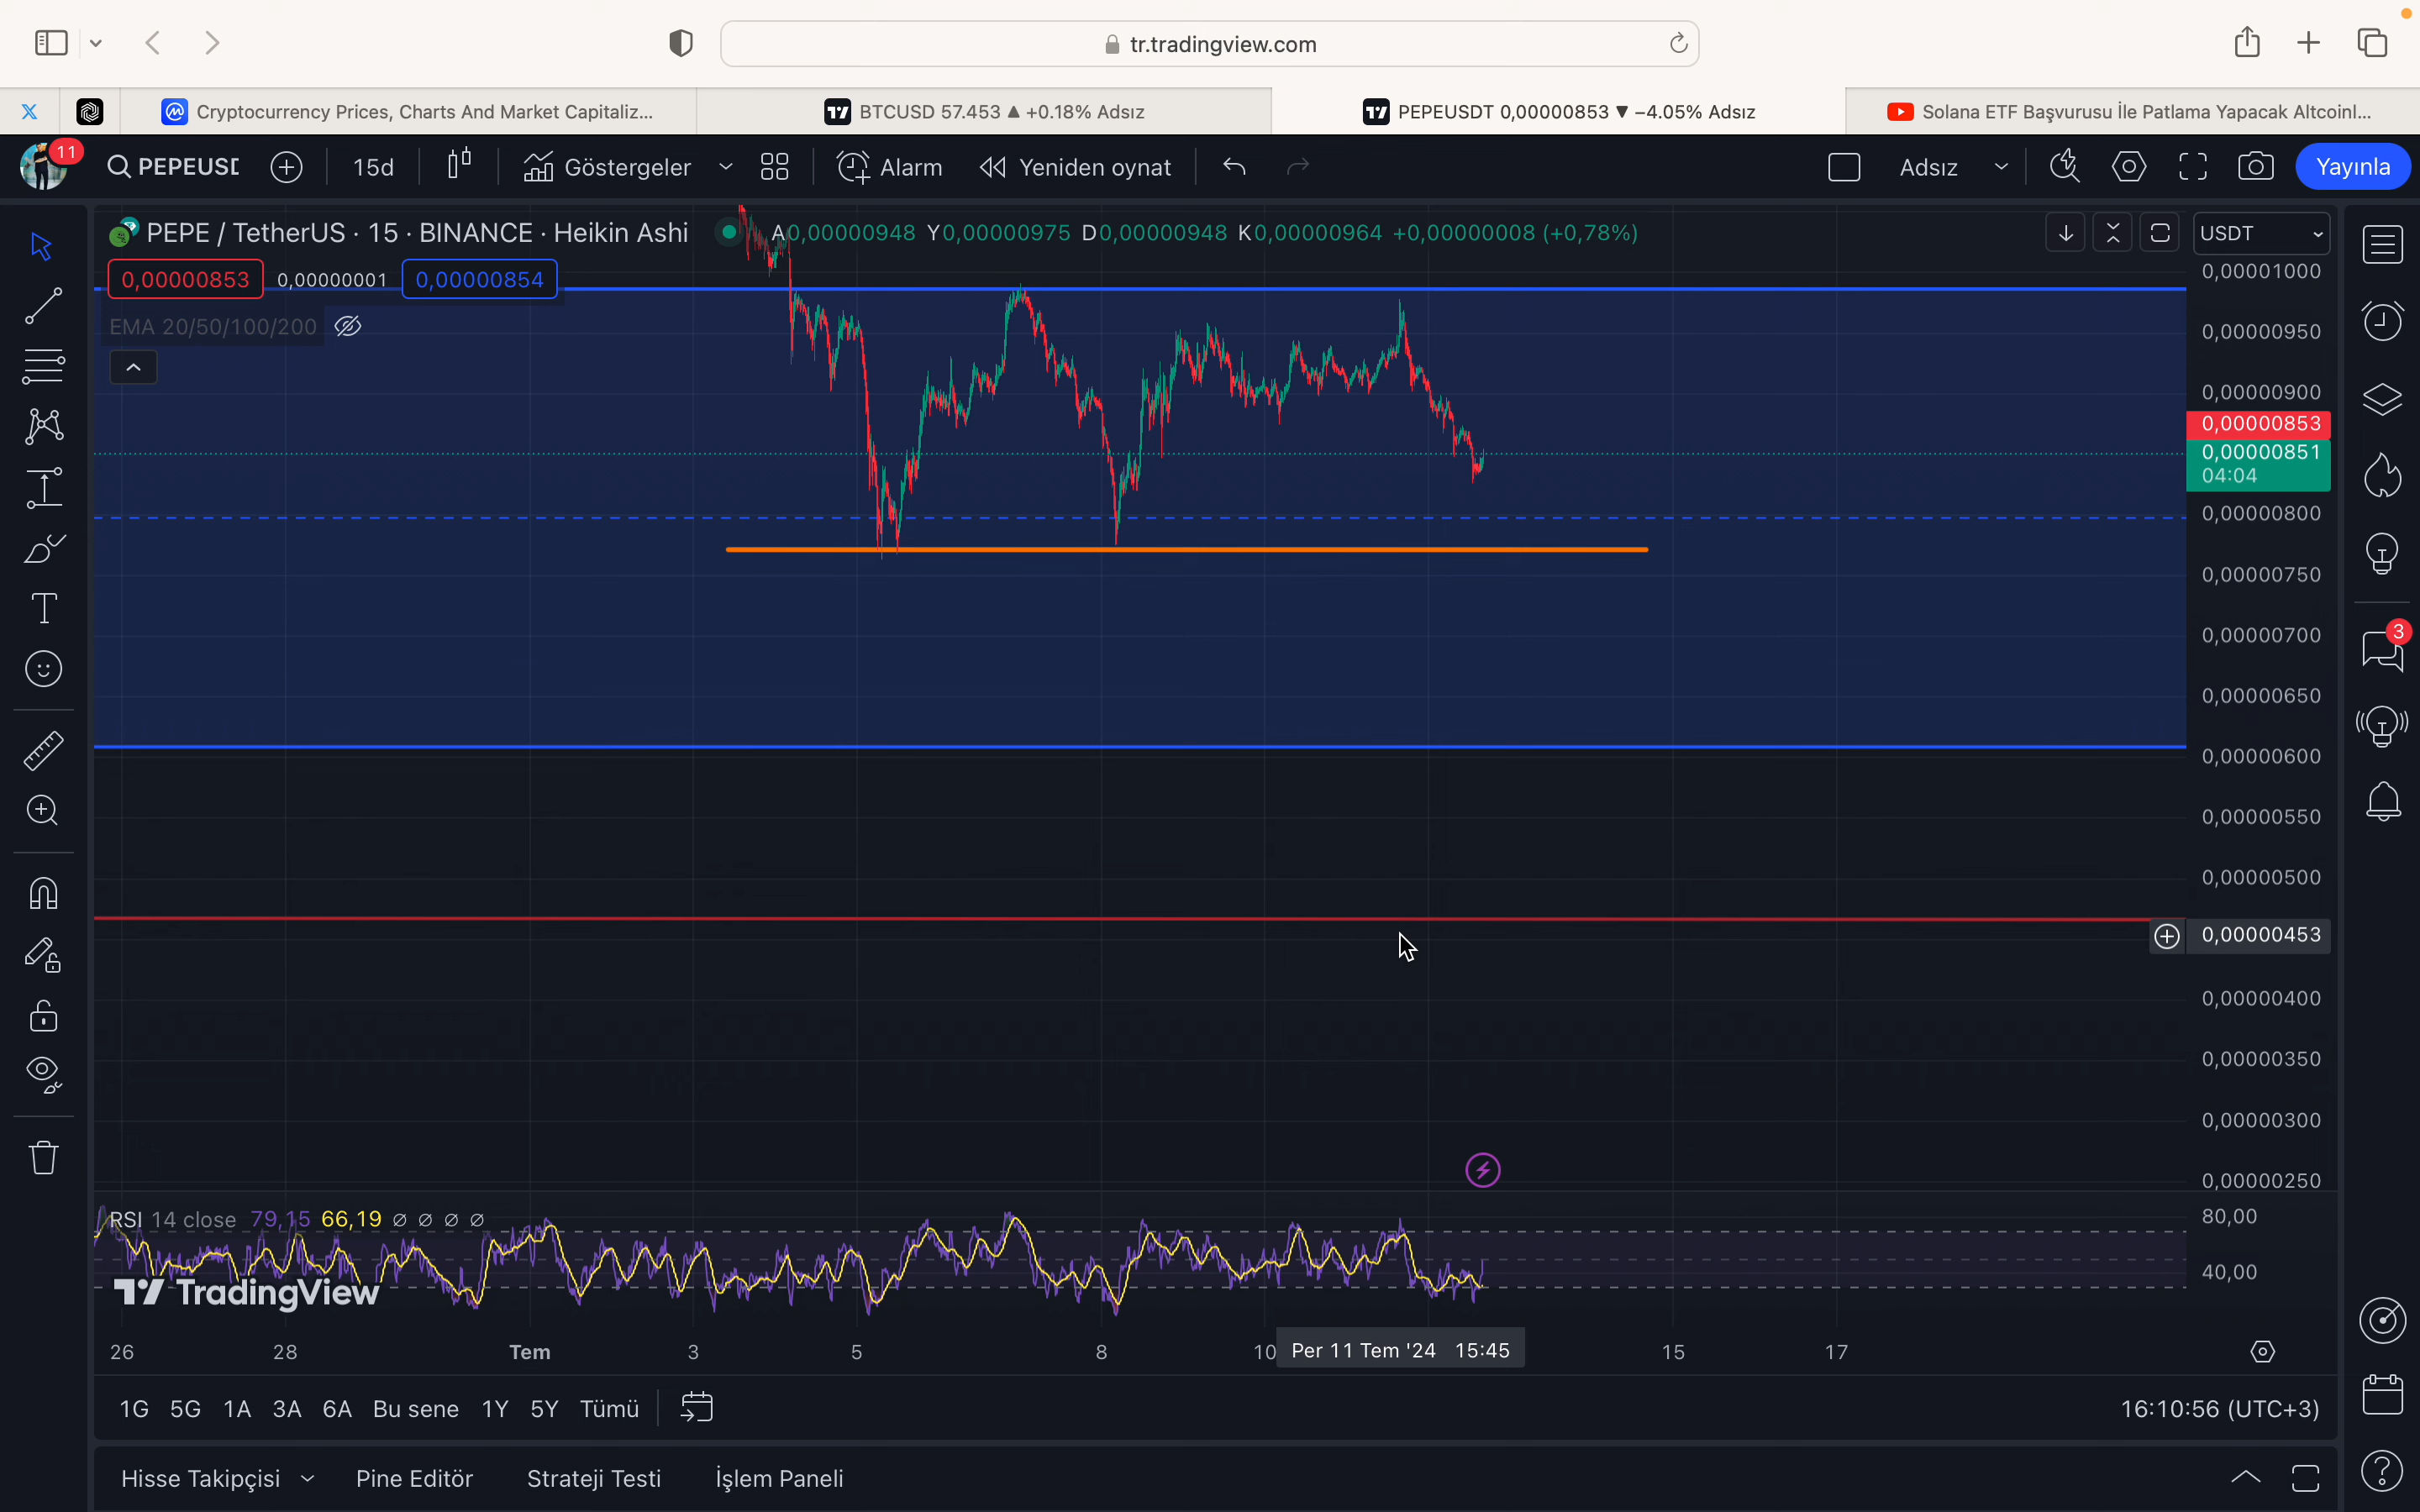 tr.tradingview.com
Cryptocurrency Prices, Charts And Market Capitaliz...
BTCUSD 57.453 ▲ +0.18% Adsız
PEPEUSDT 0,00000853 ▼ −4.05% Adsız
Solana ETF Başvurusu İle Patlama Yapacak Altcoinl...
11
PEPEUSD
15d
Göstergeler
Alarm
Yeniden oynat
Adsız
Yayınla
PEPE / TetherUS · 15 · BINANCE · Heikin Ashi
A0,00000948 Y0,00000975 D0,00000948 K0,00000964 +0,00000008 (+0,78%)
USDT
0,00000853
0,00000001
0,00000854
EMA 20/50/100/200
0,00001000
0,00000950
0,00000900
0,00000853
0,00000851
04:04
0,00000800
0,00000750
0,00000700
0,00000650
0,00000600
0,00000550
0,00000500
0,00000453
0,00000400
0,00000350
0,00000300
0,00000250
3
RSI 14 close 79,15 66,19 ∅ ∅ ∅ ∅
80,00
40,00
TradingView
26
28
Tem
3
5
8
10
Per 11 Tem '24 15:45
15
17
1G 5G 1A 3A 6A Bu sene 1Y 5Y Tümü
16:10:56 (UTC+3)
Hisse Takipçisi
Pine Editör
Strateji Testi
İşlem Paneli